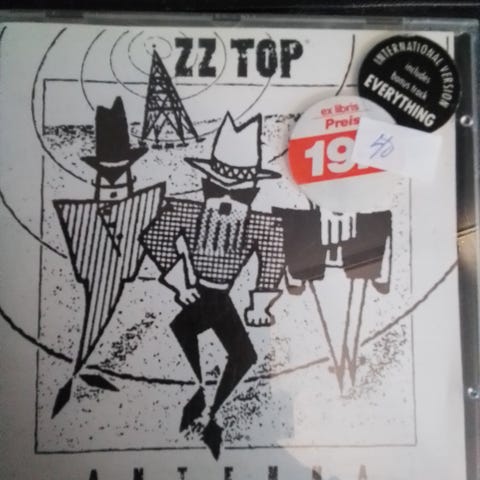 ZZ TOP
INTERNATIONAL VERSION
includes
bonus track
EVERYTHING
ex libris
Preis
19.
ANTENNA